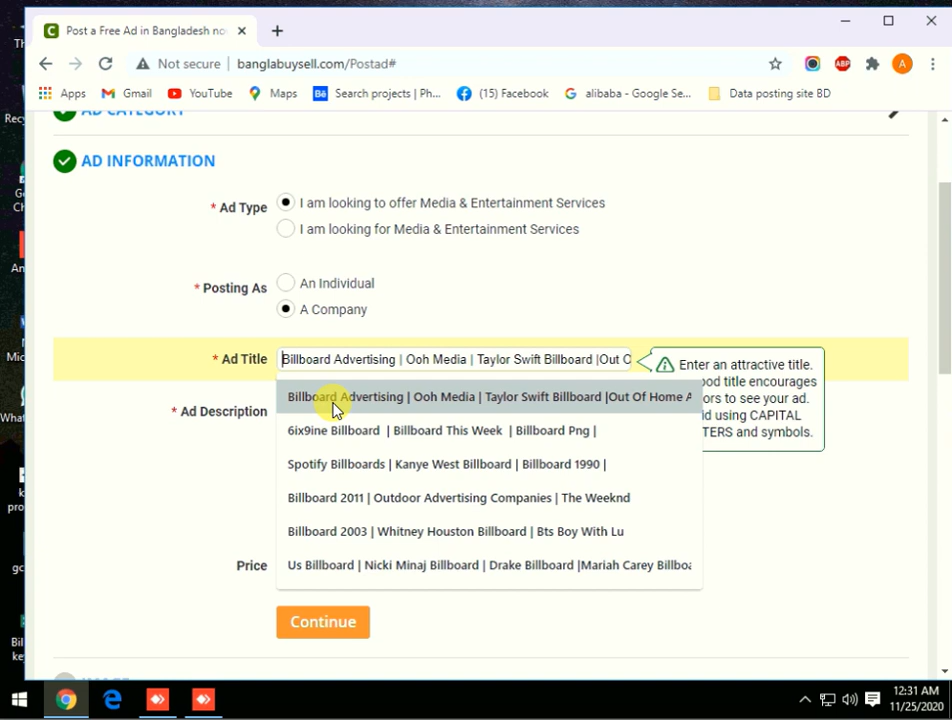 Post a Free Ad in Bangladesh no
Not secure | banglabuysell.com/Postad#
ABP
A
Apps
Gmail
YouTube
Maps
Bē Search projects | Ph...
(15) Facebook
alibaba - Google Se...
Data posting site BD
AD CATEGORY
AD INFORMATION
* Ad Type
I am looking to offer Media & Entertainment Services
I am looking for Media & Entertainment Services
* Posting As
An Individual
A Company
* Ad Title
Billboard Advertising | Ooh Media | Taylor Swift Billboard |Out O
Enter an attractive title.
ood title encourages
ors to see your ad.
id using CAPITAL
TERS and symbols.
* Ad Description
Billboard Advertising | Ooh Media | Taylor Swift Billboard |Out Of Home A
6ix9ine Billboard | Billboard This Week | Billboard Png |
Spotify Billboards | Kanye West Billboard | Billboard 1990 |
Billboard 2011 | Outdoor Advertising Companies | The Weeknd
Billboard 2003 | Whitney Houston Billboard | Bts Boy With Lu
Us Billboard | Nicki Minaj Billboard | Drake Billboard |Mariah Carey Billboa
Price
Continue
12:31 AM
11/25/2020